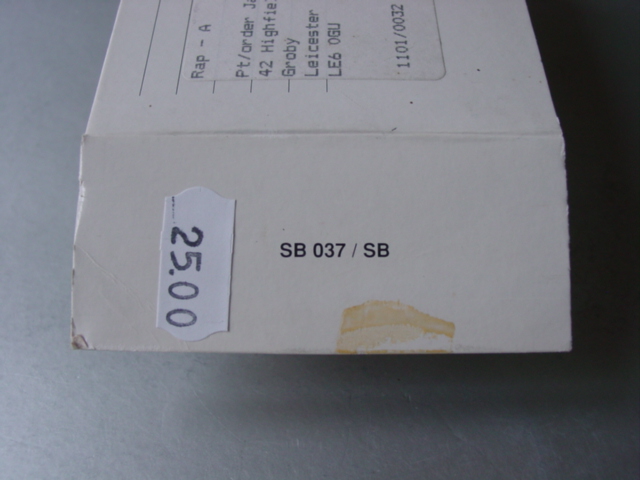 Rap - A
Pt/order
42
Groby
Leicester
LE6 0GU
1101/0032
25.00
SB 037 / SB